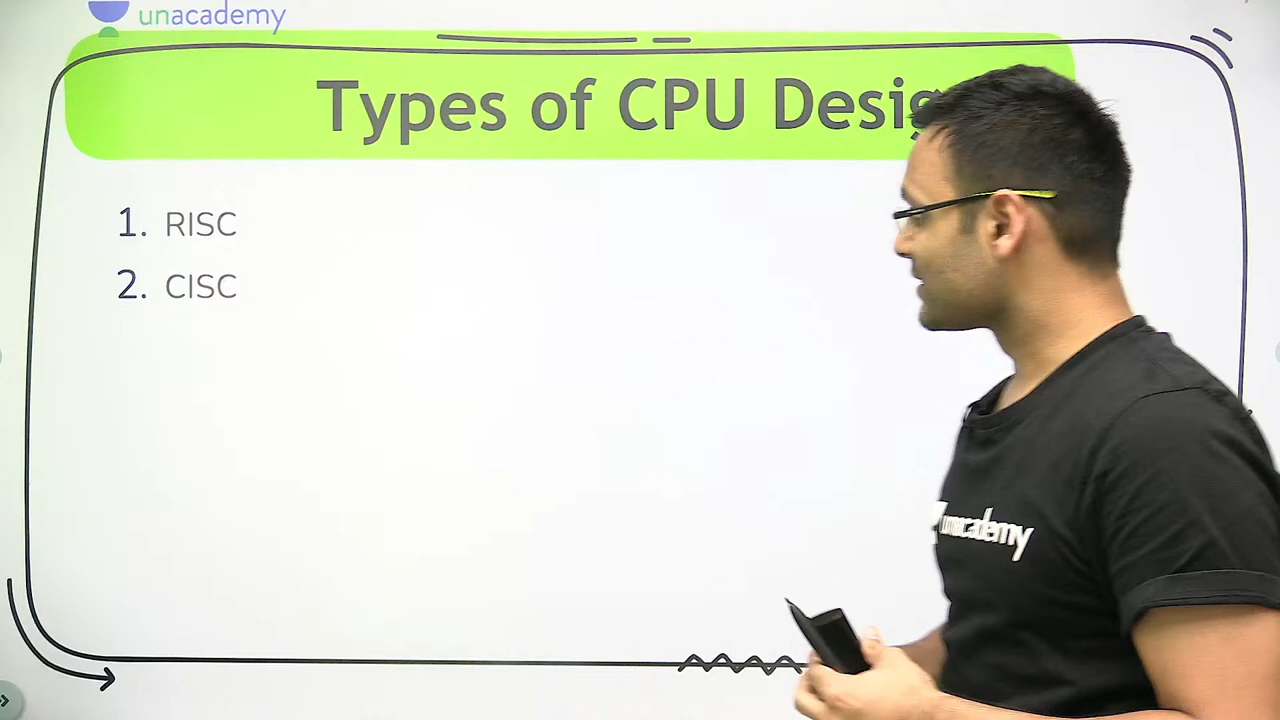 unacademy
Types of CPU Desig
1. RISC
2. CISC
unacademy